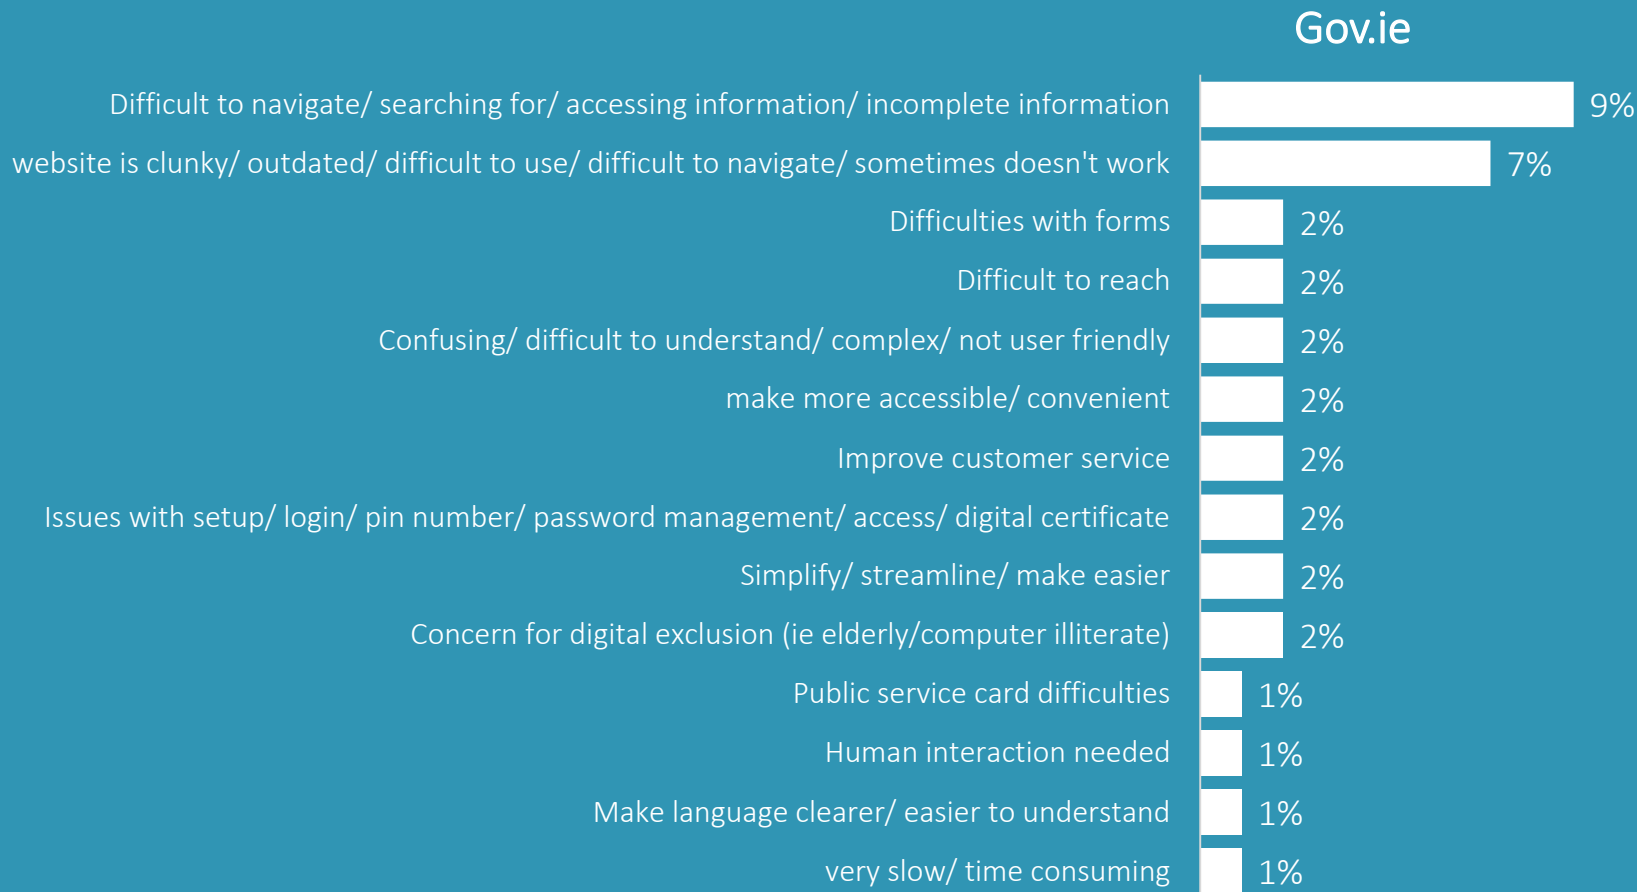 Gov.ie
Difficult to navigate/ searching for/ accessing information/ incomplete information 9%
website is clunky/ outdated/ difficult to use/ difficult to navigate/ sometimes doesn't work 7%
Difficulties with forms 2%
Difficult to reach 2%
Confusing/ difficult to understand/ complex/ not user friendly 2%
make more accessible/ convenient 2%
Improve customer service 2%
Issues with setup/ login/ pin number/ password management/ access/ digital certificate 2%
Simplify/ streamline/ make easier 2%
Concern for digital exclusion (ie elderly/computer illiterate) 2%
Public service card difficulties 1%
Human interaction needed 1%
Make language clearer/ easier to understand 1%
very slow/ time consuming 1%